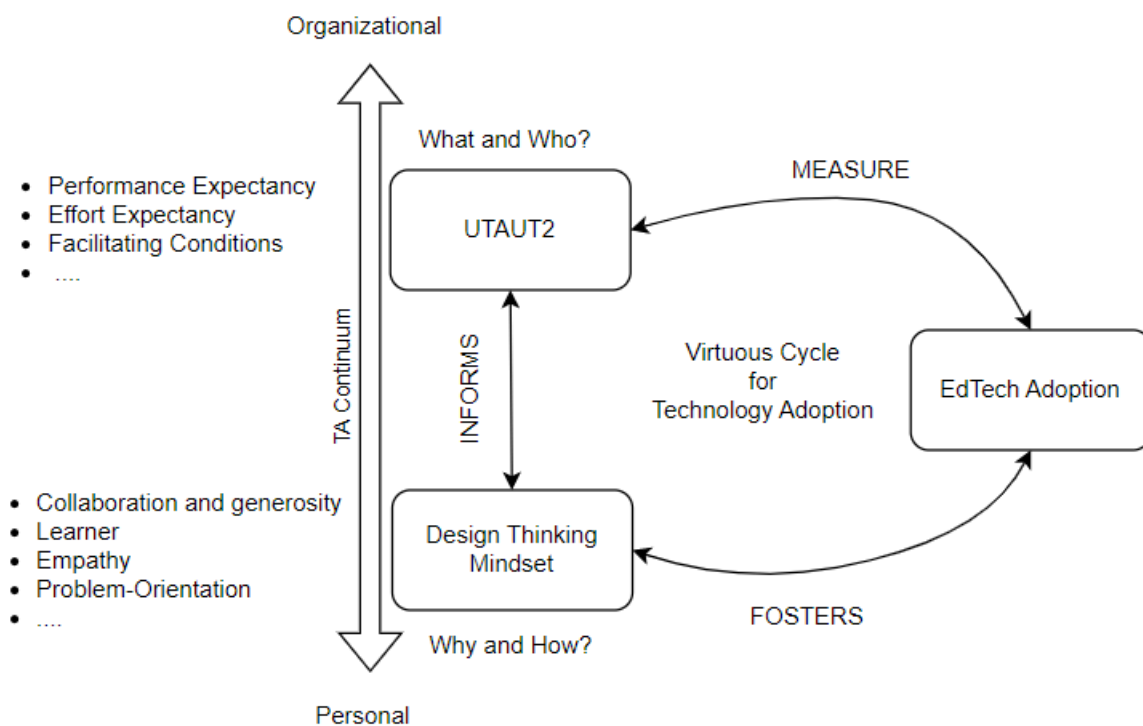 Organizational
What and Who?
MEASURE
• Performance Expectancy
• Effort Expectancy
• Facilitating Conditions
• ....
UTAUT2
TA Continuum
INFORMS
Virtuous Cycle
for
Technology Adoption
EdTech Adoption
• Collaboration and generosity
• Learner
• Empathy
• Problem-Orientation
• ....
Design Thinking
Mindset
FOSTERS
Why and How?
Personal